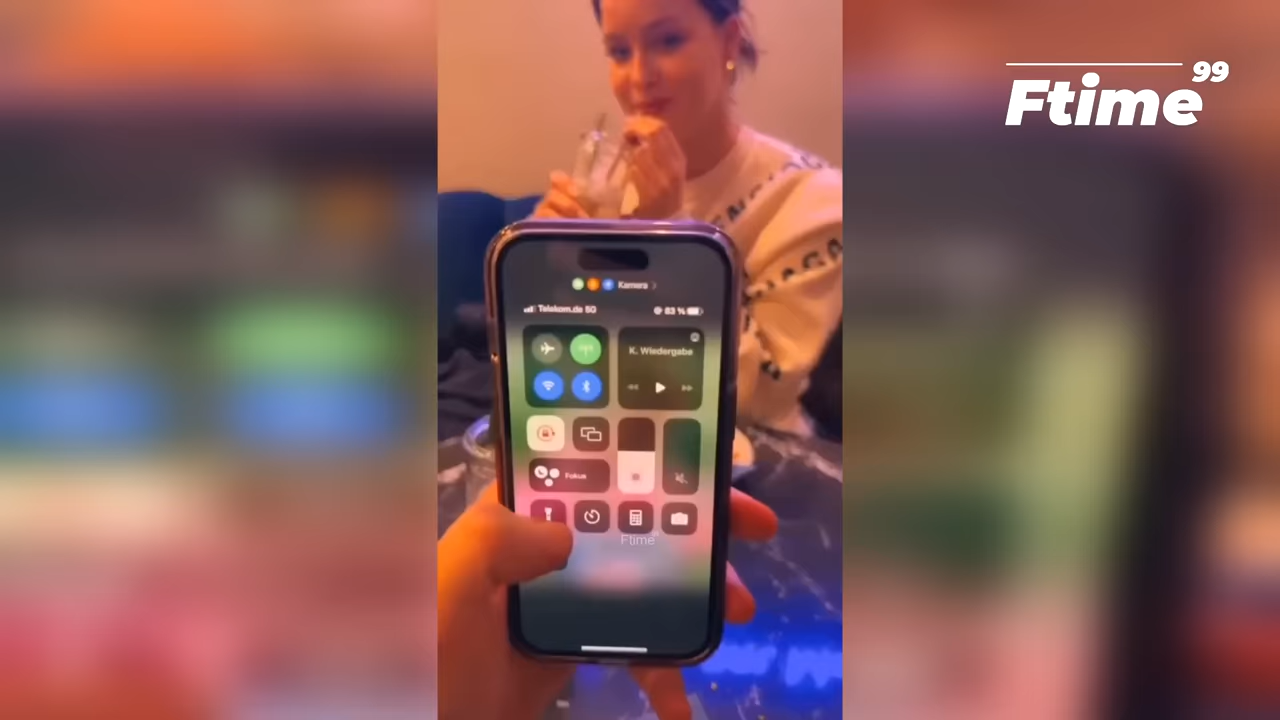 99
Ftime
Kamera
Telekom.de 5G
83 %
K. Wiedergabe
Fokus
Ftime